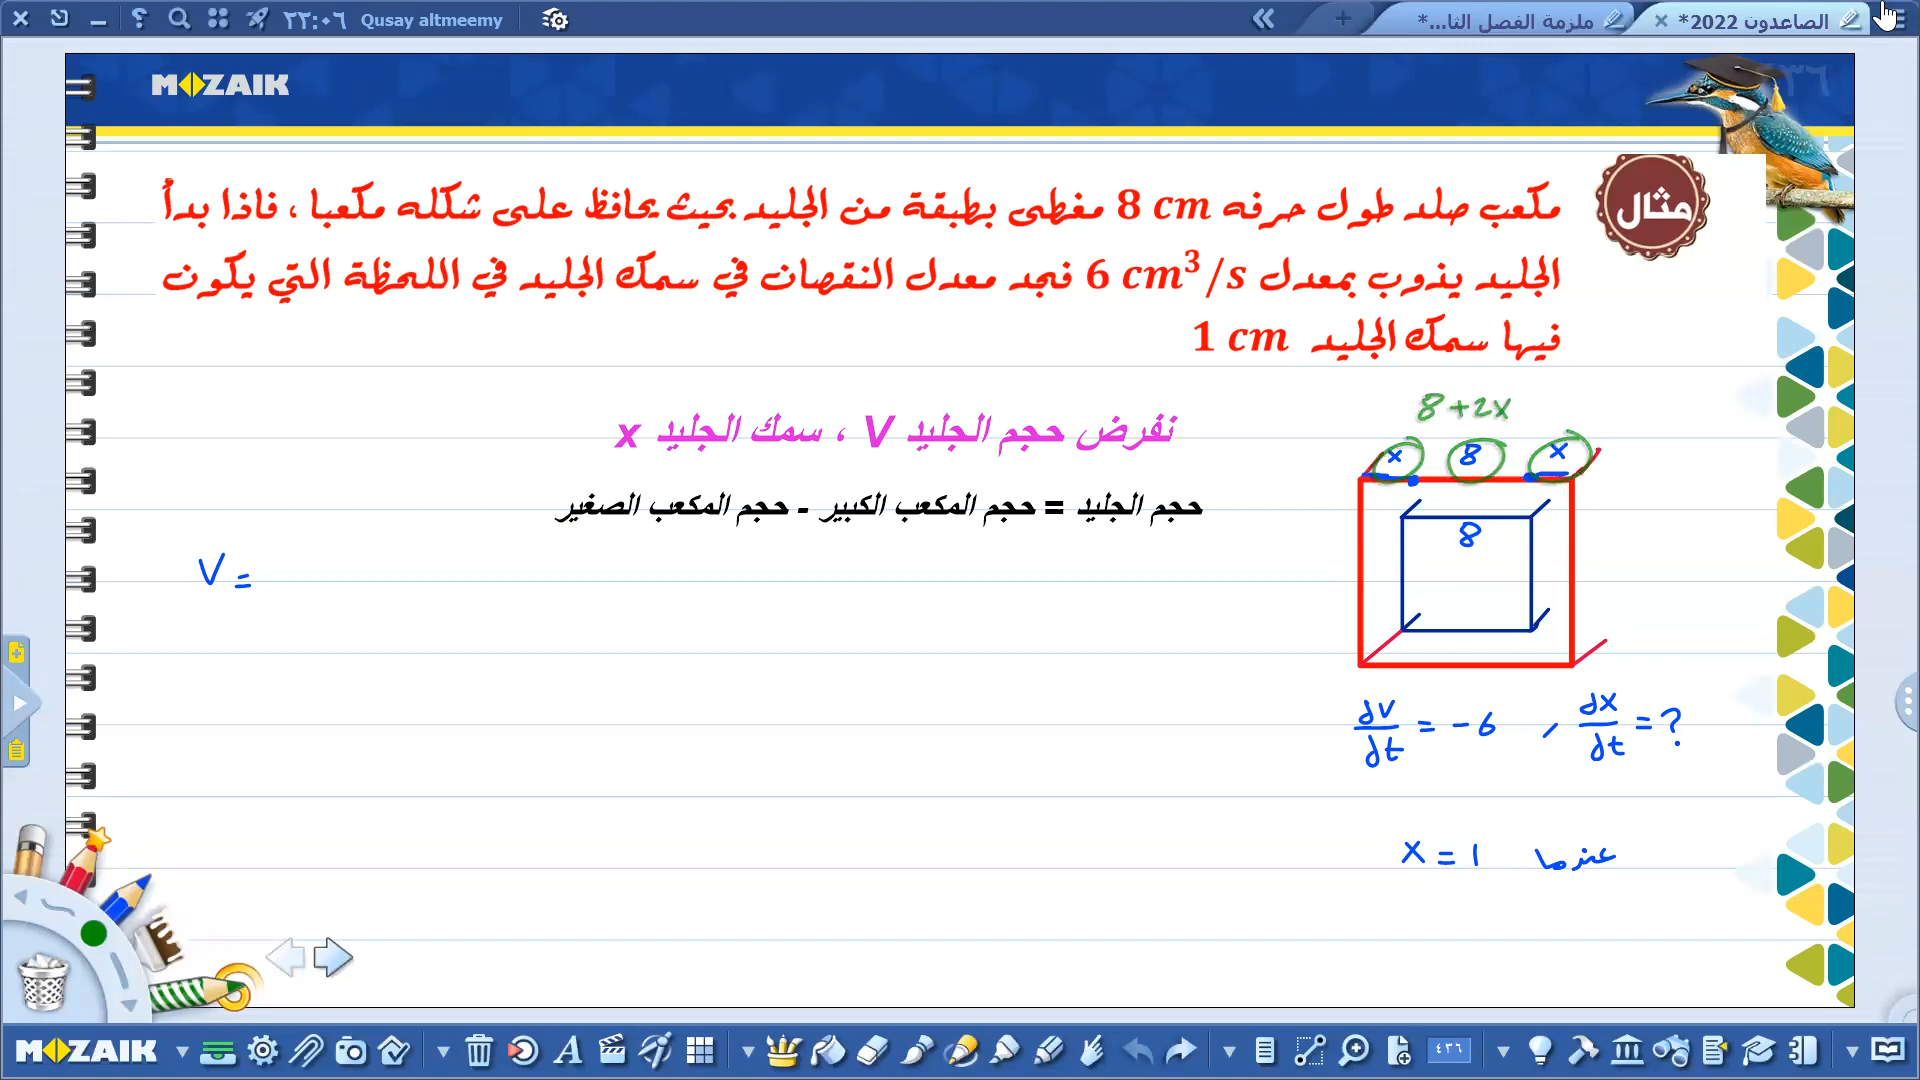 ٢٢:٠٦ Qusay altmeemy
الصاعدون 2022*
ملزمة الفصل الثا...*
MOZAIK
٤٣٦
مثال
مكعب صلد طول حرفه 8 cm مغطى بطبقة من الجليد بحيث يحافظ على شكله مكعبا ، فاذا بدأ
الجليد يذوب بمعدل 6 cm³/s فجد معدل النقصان في سمك الجليد في اللحظة التي يكون
فيها سمك الجليد 1 cm
نفرض حجم الجليد V ، سمك الجليد x
حجم الجليد = حجم المكعب الكبير - حجم المكعب الصغير
V =
8+2x
x 8 x
8
dv/dt = -6 , dx/dt = ?
عندما x = 1
MOZAIK
٤٣٦